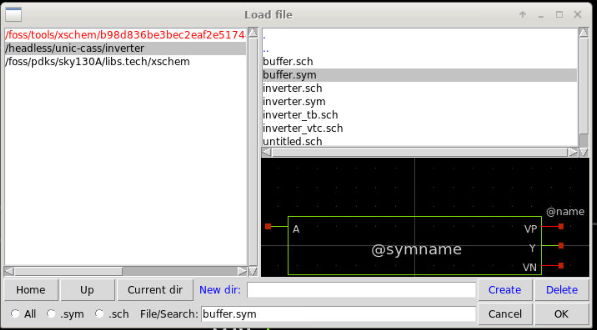 Load file
/foss/tools/xschem/b98d836be3bec2eaf2e5174
/headless/unic-cass/inverter
/foss/pdks/sky130A/libs.tech/xschem
.
..
buffer.sch
buffer.sym
inverter.sch
inverter.sym
inverter_tb.sch
inverter_vtc.sch
untitled.sch
@name
A
VP
@symname
Y
VN
Home Up Current dir New dir: Create Delete
All .sym .sch File/Search: buffer.sym Cancel OK